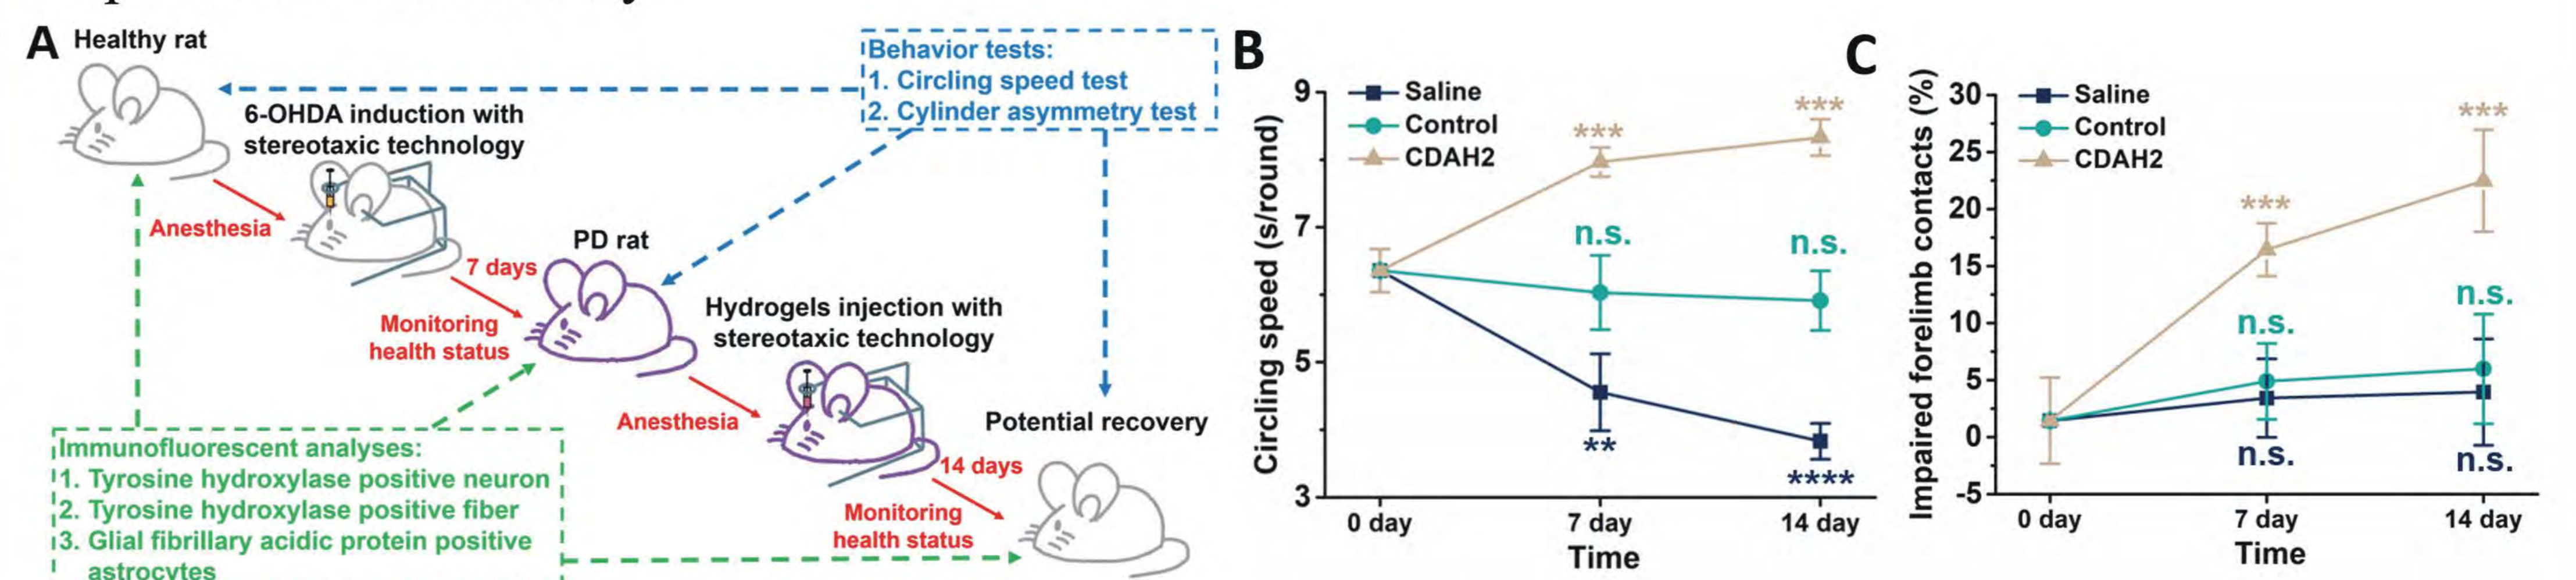 A
Healthy rat
6-OHDA induction with
stereotaxic technology
Anesthesia
7 days
Monitoring
health status
PD rat
Hydrogels injection with
stereotaxic technology
Anesthesia
14 days
Monitoring
health status
Potential recovery
Behavior tests:
1. Circling speed test
2. Cylinder asymmetry test
Immunofluorescent analyses:
1. Tyrosine hydroxylase positive neuron
2. Tyrosine hydroxylase positive fiber
3. Glial fibrillary acidic protein positive
astrocytes
B
Circling speed (s/round)
9
7
5
3
Saline
Control
CDAH2
***
***
n.s.
n.s.
**
****
0 day
7 day
14 day
Time
C
Impaired forelimb contacts (%)
30
25
20
15
10
5
0
-5
Saline
Control
CDAH2
***
***
n.s.
n.s.
n.s.
n.s.
0 day
7 day
14 day
Time